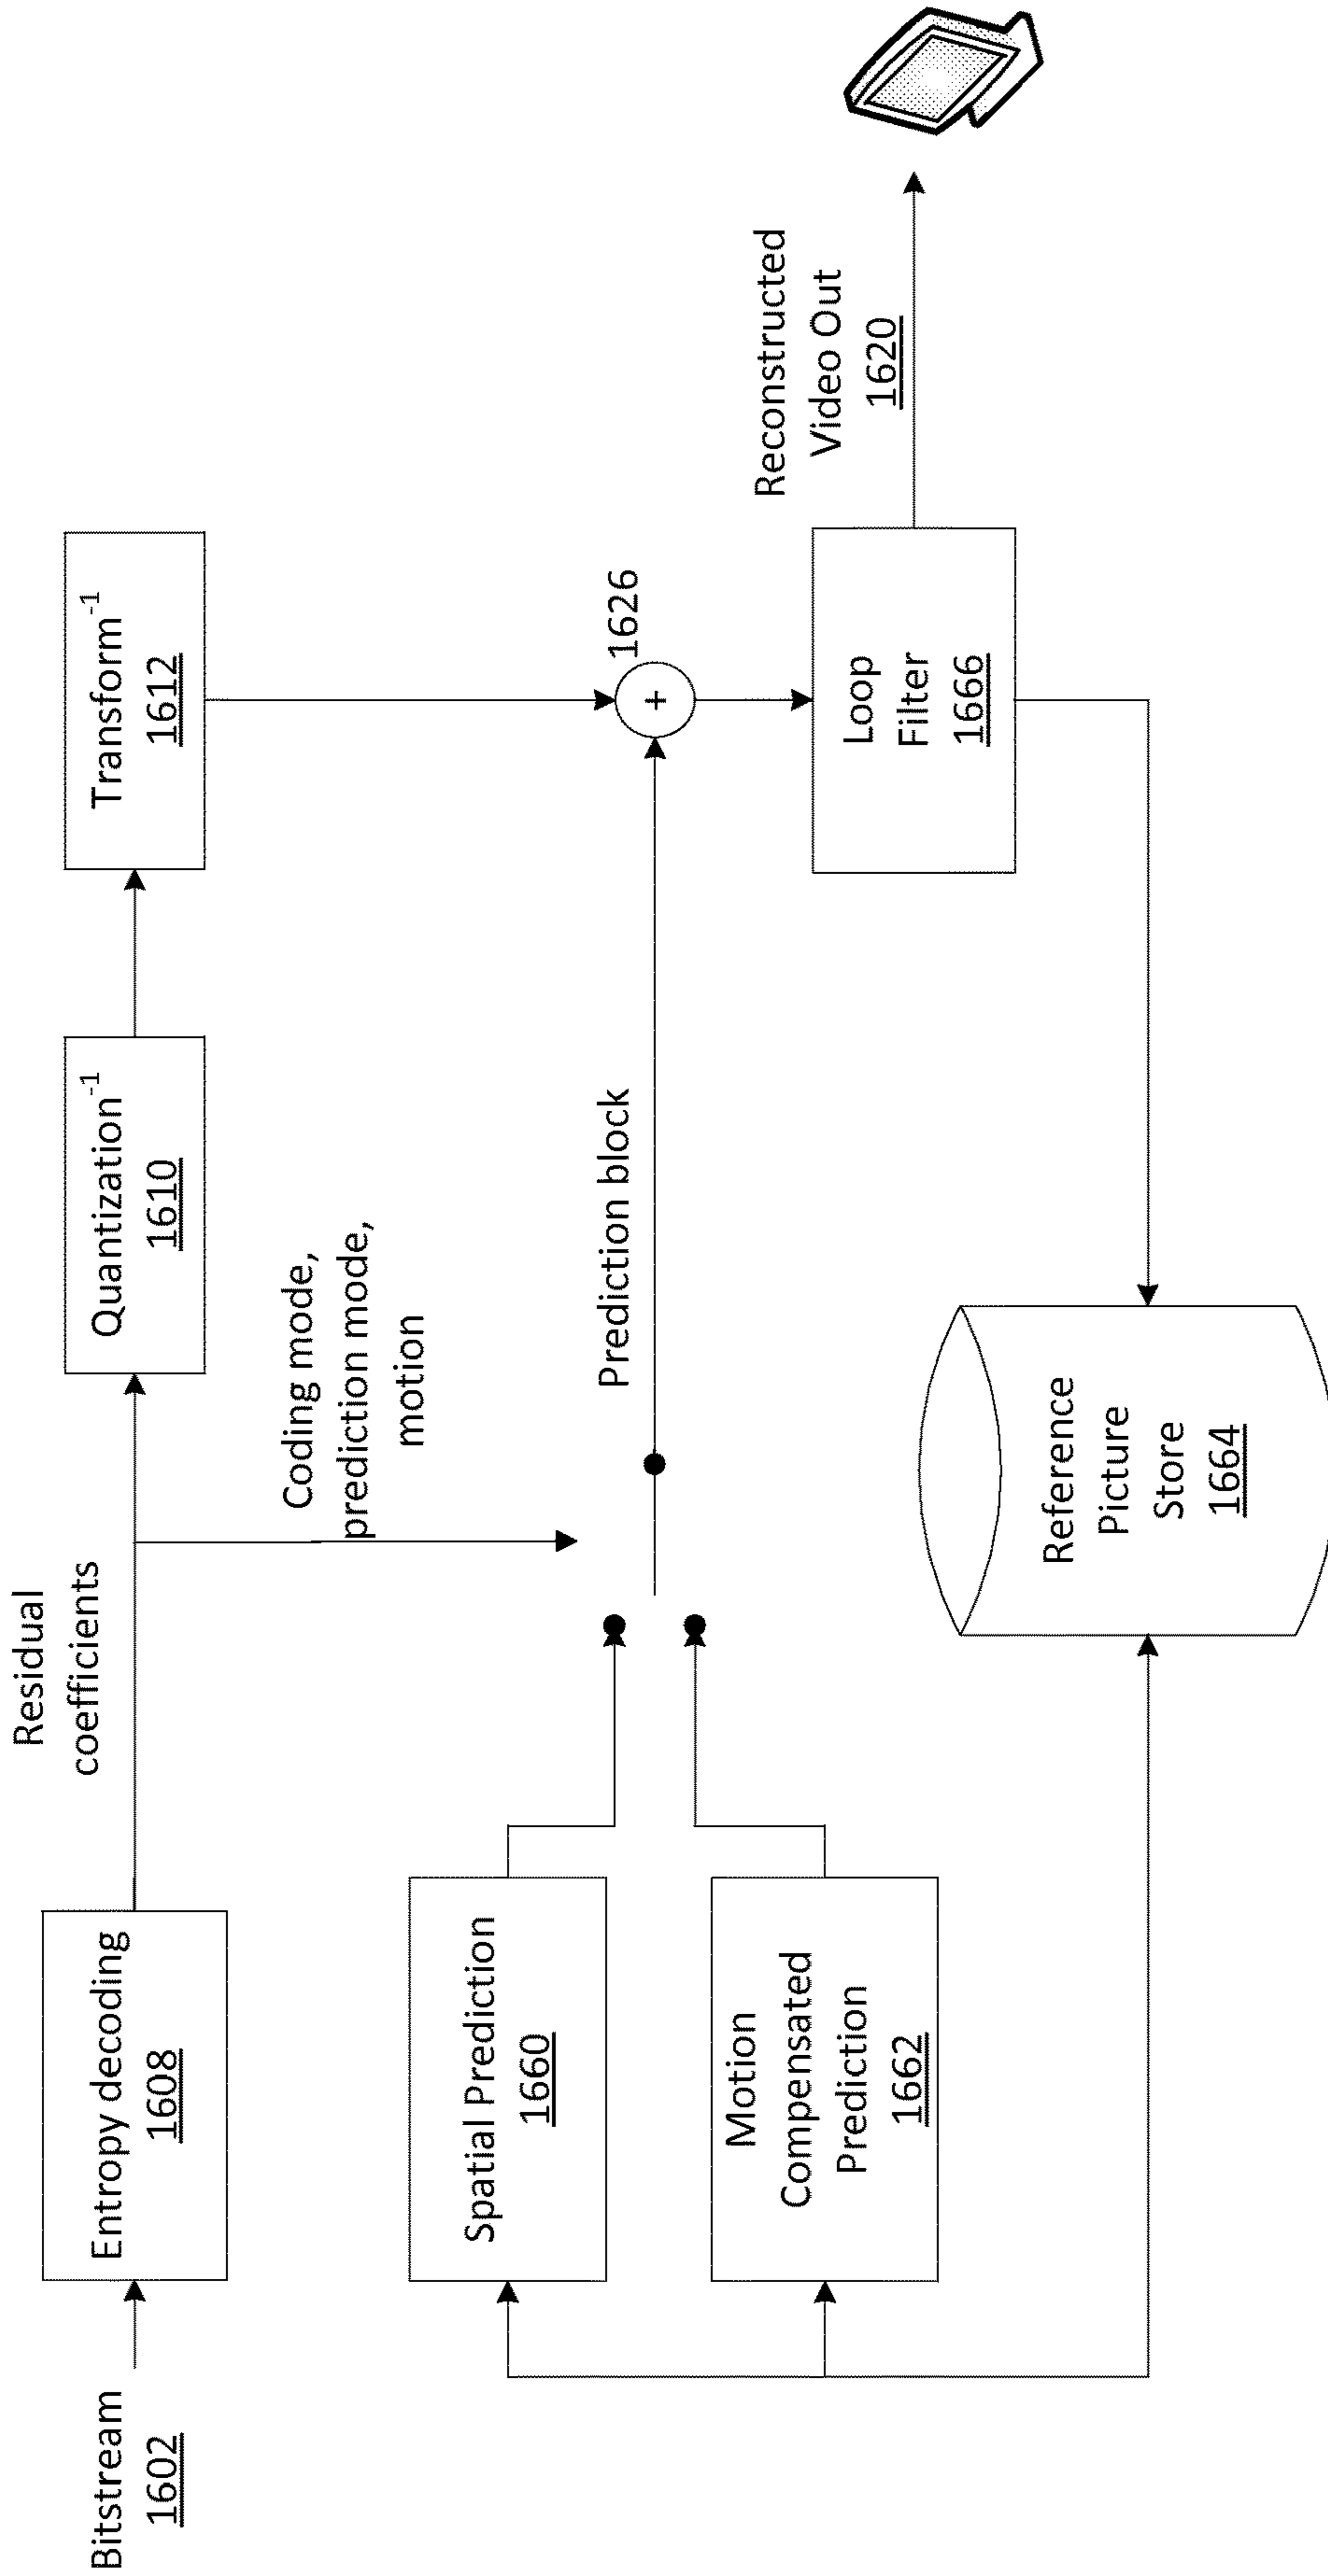 Bitstream
1602
Entropy decoding
1608
Residual
coefficients
Quantization-1
1610
Transform-1
1612
Coding mode,
prediction mode,
motion
Spatial Prediction
1660
Motion
Compensated
Prediction
1662
Prediction block
1626
+
Loop
Filter
1666
Reconstructed
Video Out
1620
Reference
Picture
Store
1664